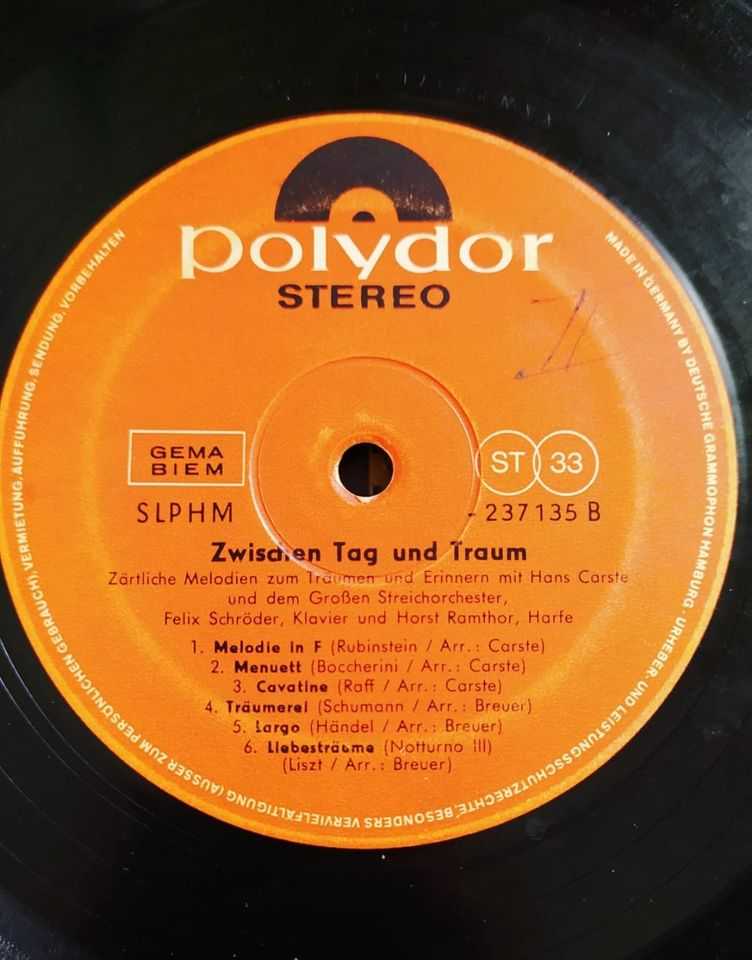 polydor
STEREO
GEMA
BIEM
ST 33
SLPHM - 237135 B
Zwischen Tag und Traum
Zärtliche Melodien zum Träumen und Erinnern mit Hans Carste
und dem Großen Streichorchester,
Felix Schröder, Klavier und Horst Ramthor, Harfe
1. Melodie in F (Rubinstein / Arr.: Carste)
2. Menuett (Boccherini / Arr.: Carste)
3. Cavatine (Raff / Arr.: Carste)
4. Träumerei (Schumann / Arr.: Breuer)
5. Largo (Händel / Arr.: Breuer)
6. Liebesträume (Notturno III)
(Liszt / Arr.: Breuer)
MADE IN GERMANY BY DEUTSCHE GRAMMOPHON HAMBURG · URHEBER- UND LEISTUNGSSCHUTZRECHTE, BESONDERS VERVIELFÄLTIGUNG (AUSSER ZUM PERSÖNLICHEN GEBRAUCH), VERMIETUNG, AUFFÜHRUNG, SENDUNG, VORBEHALTEN